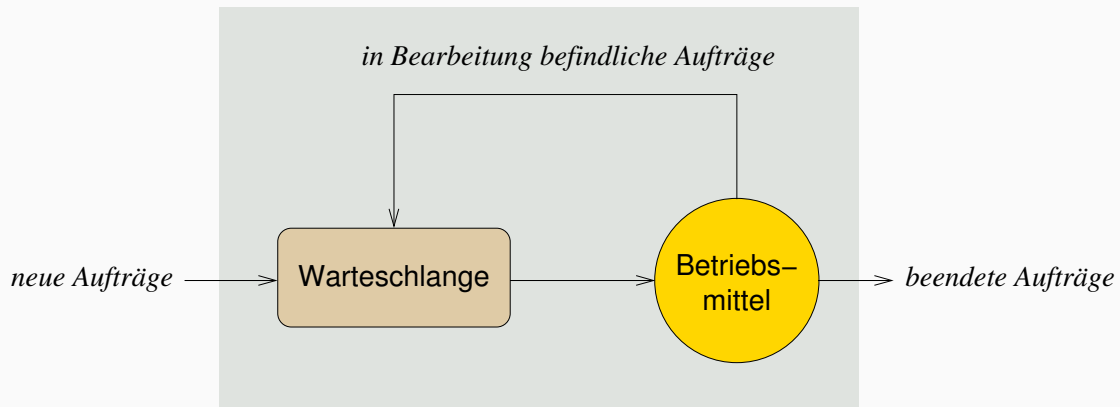 in Bearbeitung befindliche Aufträge
neue Aufträge
Warteschlange
Betriebs−
mittel
beendete Aufträge